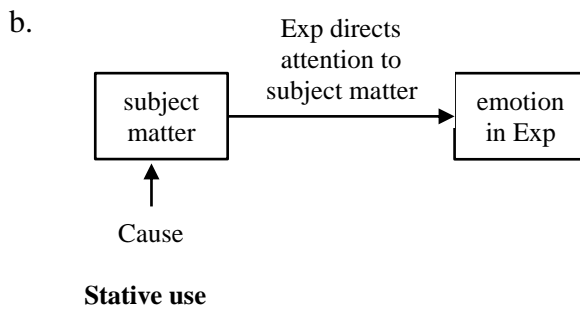 b.
Exp directs
attention to
subject matter
subject
matter
emotion
in Exp
Cause
Stative use